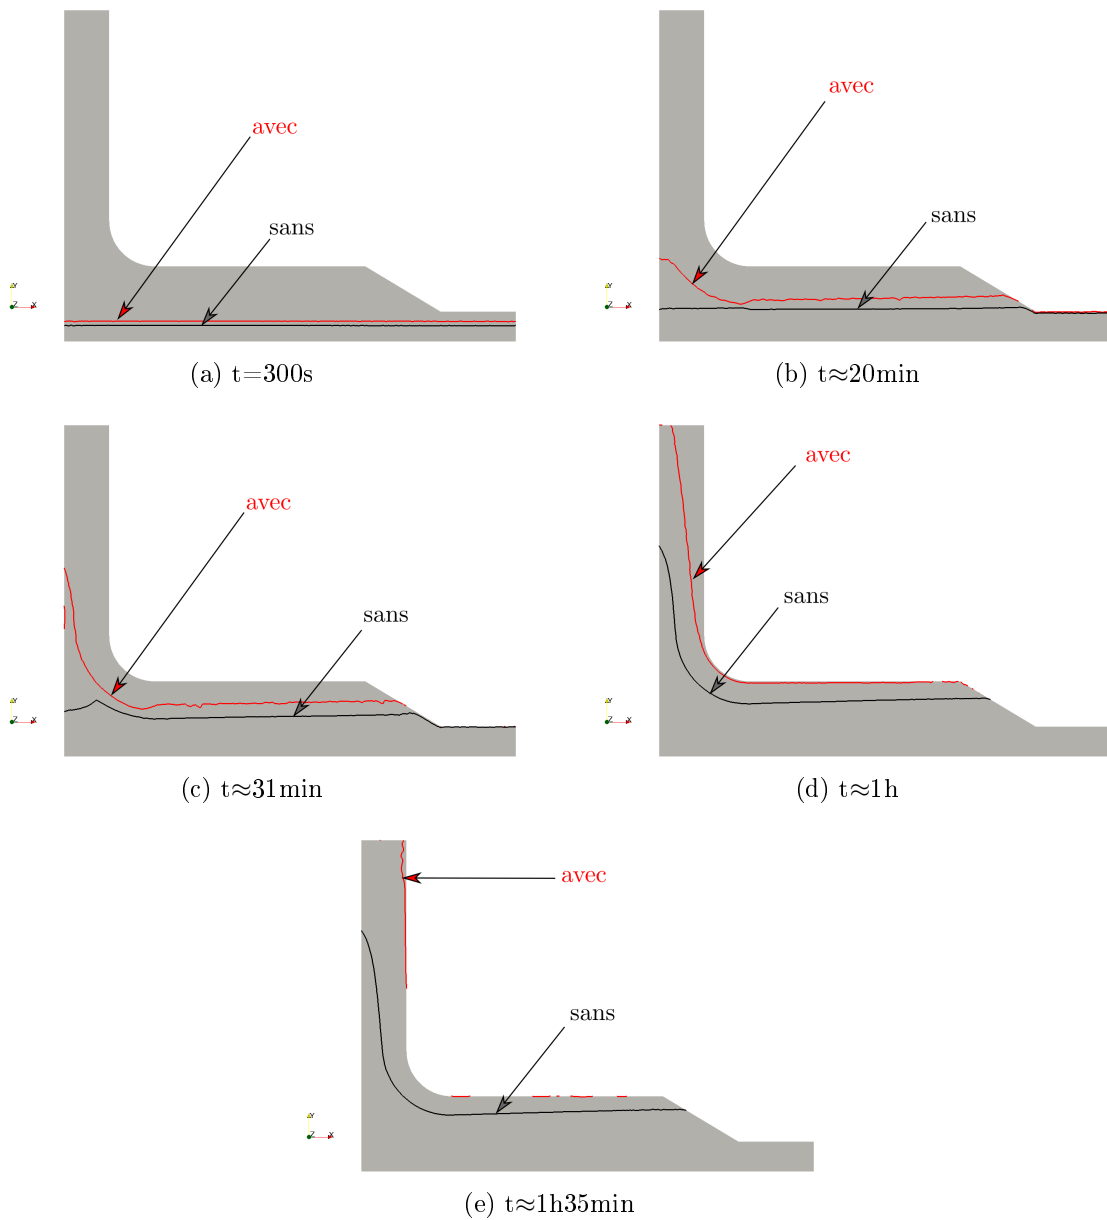 avec
sans
Y
Z X
(a) t=300s
avec
sans
Y
Z X
(b) t≈20min
avec
sans
Y
Z X
(c) t≈31min
avec
sans
Y
Z X
(d) t≈1h
avec
sans
Y
Z X
(e) t≈1h35min